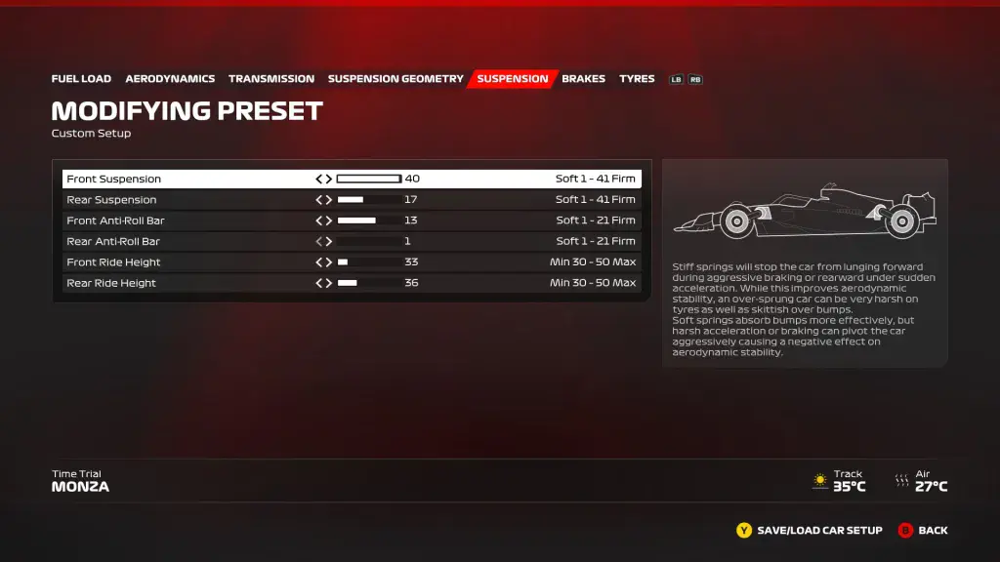 FUEL LOAD AERODYNAMICS TRANSMISSION SUSPENSION GEOMETRY SUSPENSION BRAKES TYRES LB RB
MODIFYING PRESET
Custom Setup
Front Suspension 40 Soft 1 - 41 Firm
Rear Suspension 17 Soft 1 - 41 Firm
Front Anti-Roll Bar 13 Soft 1 - 21 Firm
Rear Anti-Roll Bar 1 Soft 1 - 21 Firm
Front Ride Height 33 Min 30 - 50 Max
Rear Ride Height 36 Min 30 - 50 Max
Stiff springs will stop the car from lunging forward
during aggressive braking or rearward under sudden
acceleration. While this improves aerodynamic
stability, an over-sprung car can be very harsh on
tyres as well as skittish over bumps.
Soft springs absorb bumps more effectively, but
harsh acceleration or braking can pivot the car
aggressively causing a negative effect on
aerodynamic stability.
Time Trial
MONZA
Track
35°C
Air
27°C
Y SAVE/LOAD CAR SETUP B BACK